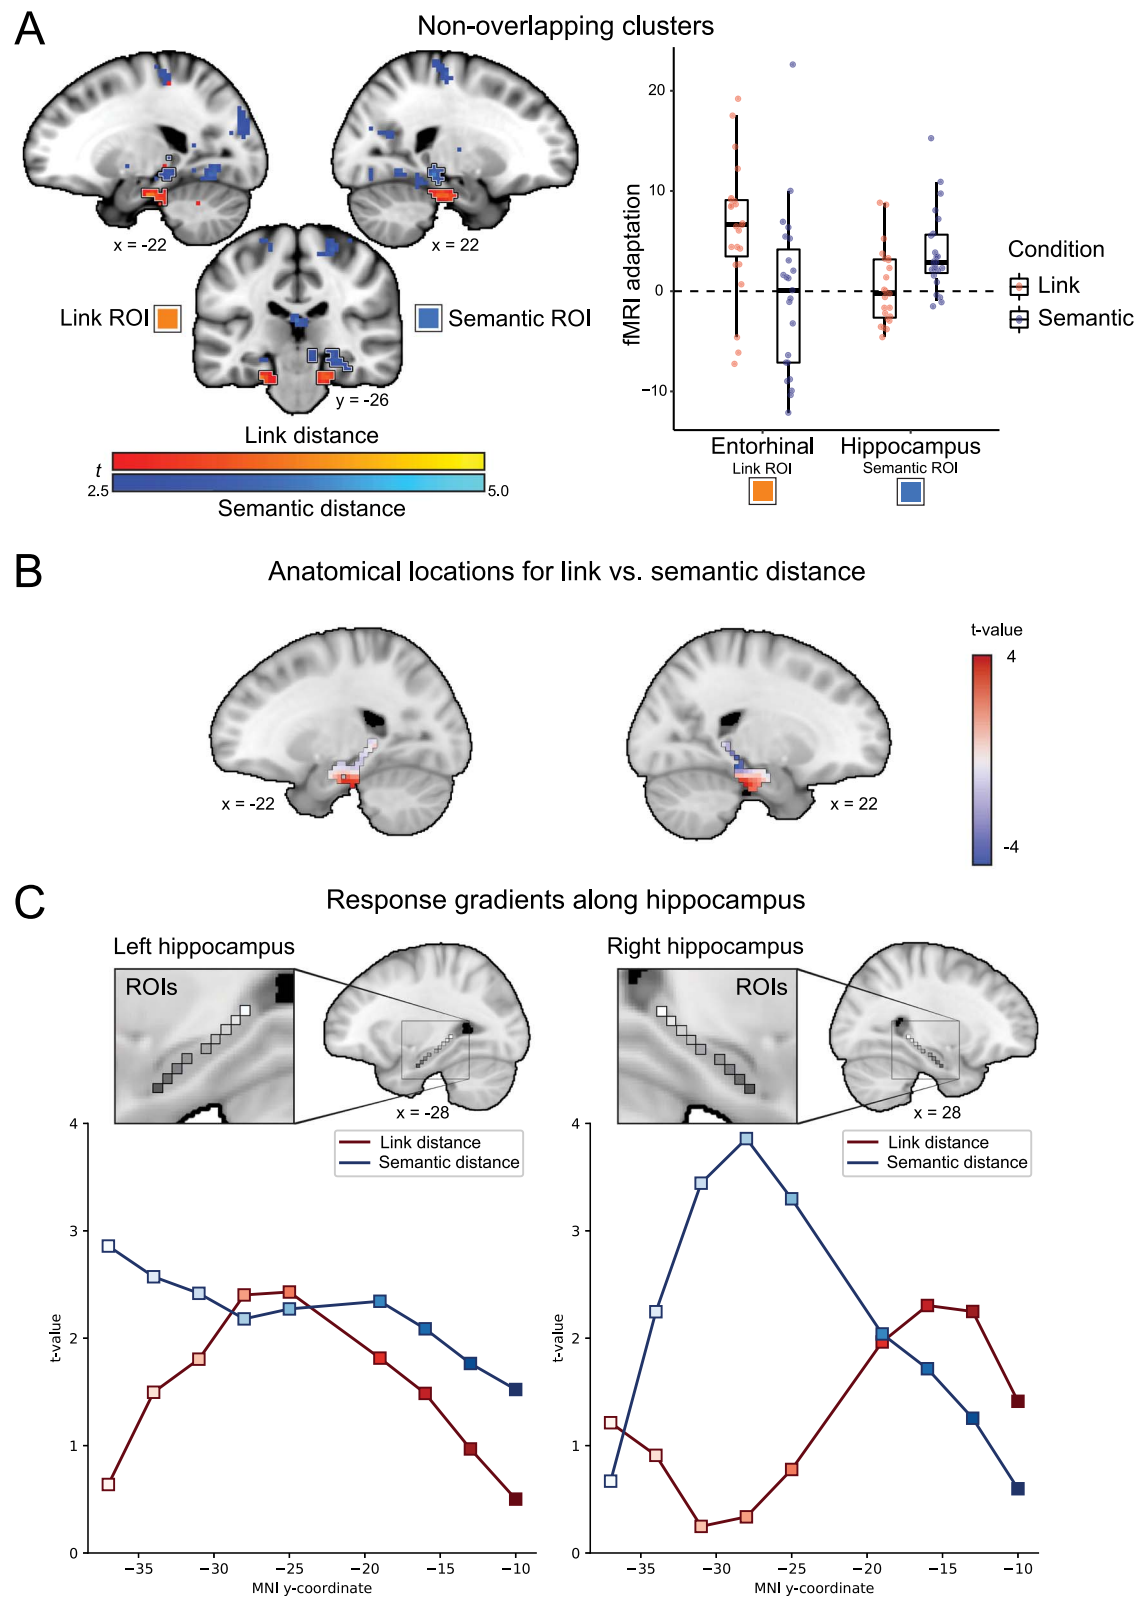 A
Non-overlapping clusters
x = -22
x = 22
Link ROI
Semantic ROI
y = -26
Link distance
t
2.5
5.0
Semantic distance
fMRI adaptation
20
10
0
−10
Entorhinal
Link ROI
Hippocampus
Semantic ROI
Condition
Link
Semantic
B
Anatomical locations for link vs. semantic distance
x = -22
x = 22
t-value
4
-4
C
Response gradients along hippocampus
Left hippocampus
ROIs
x = -28
Link distance
Semantic distance
t-value
4
3
2
1
0
−35 −30 −25 −20 −15 −10
MNI y-coordinate
Right hippocampus
ROIs
x = 28
Link distance
Semantic distance
t-value
4
3
2
1
0
−35 −30 −25 −20 −15 −10
MNI y-coordinate